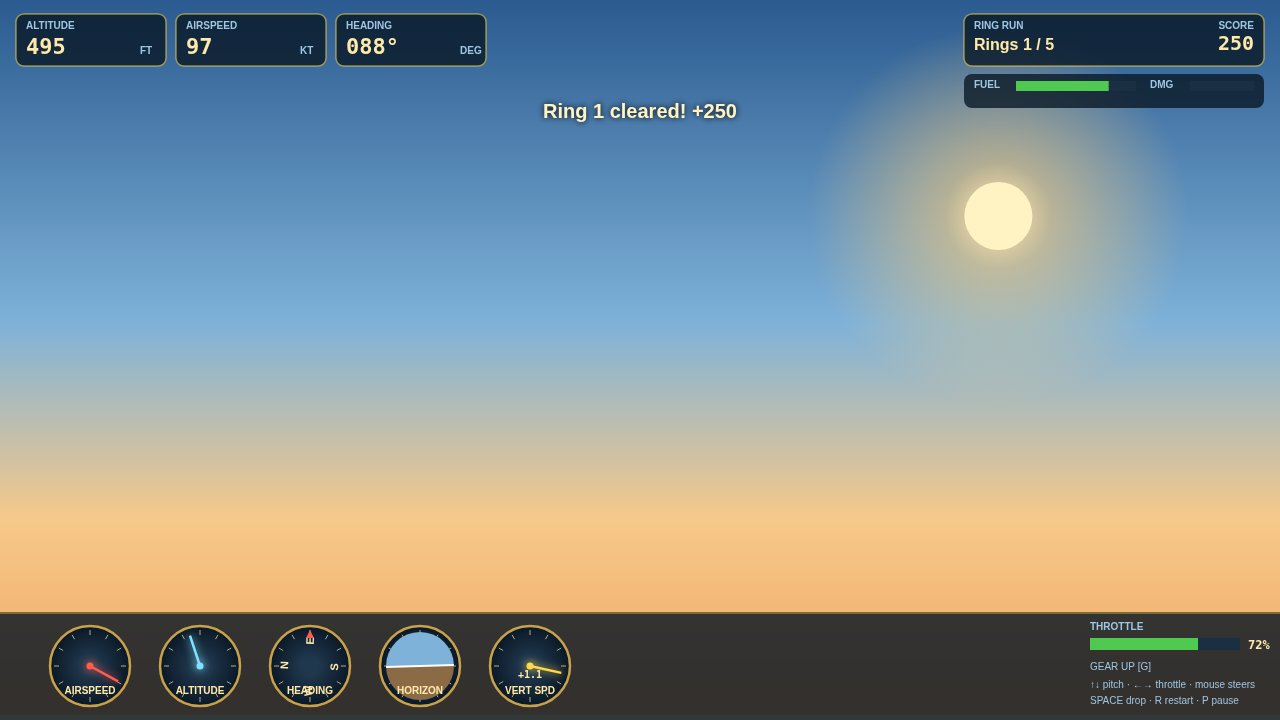 ALTITUDE
495 FT
AIRSPEED
97 KT
HEADING
088° DEG
RING RUN
Rings 1 / 5
SCORE
250
FUEL
DMG
Ring 1 cleared! +250
AIRSPEED
ALTITUDE
E
N
S
W
HEADING
HORIZON
+1.1
VERT SPD
THROTTLE
72%
GEAR UP [G]
↑↓ pitch · ←→ throttle · mouse steers
SPACE drop · R restart · P pause